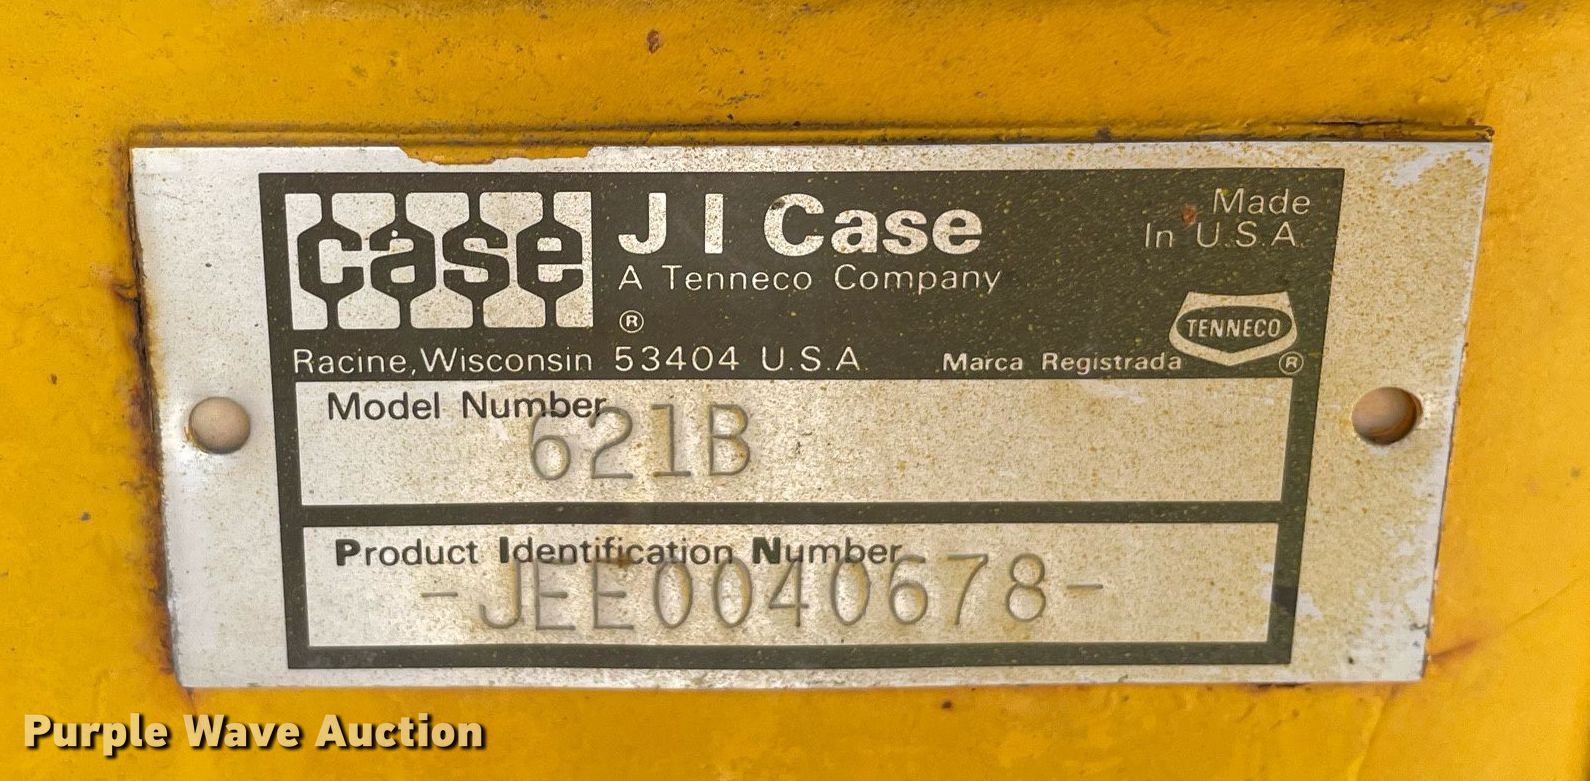 case
J I Case
A Tenneco Company
®
Made
In U.S.A.
TENNECO
®
Racine, Wisconsin 53404 U.S.A.
Marca Registrada
Model Number
621B
Product Identification Number
-JEE0040678-
Purple Wave Auction